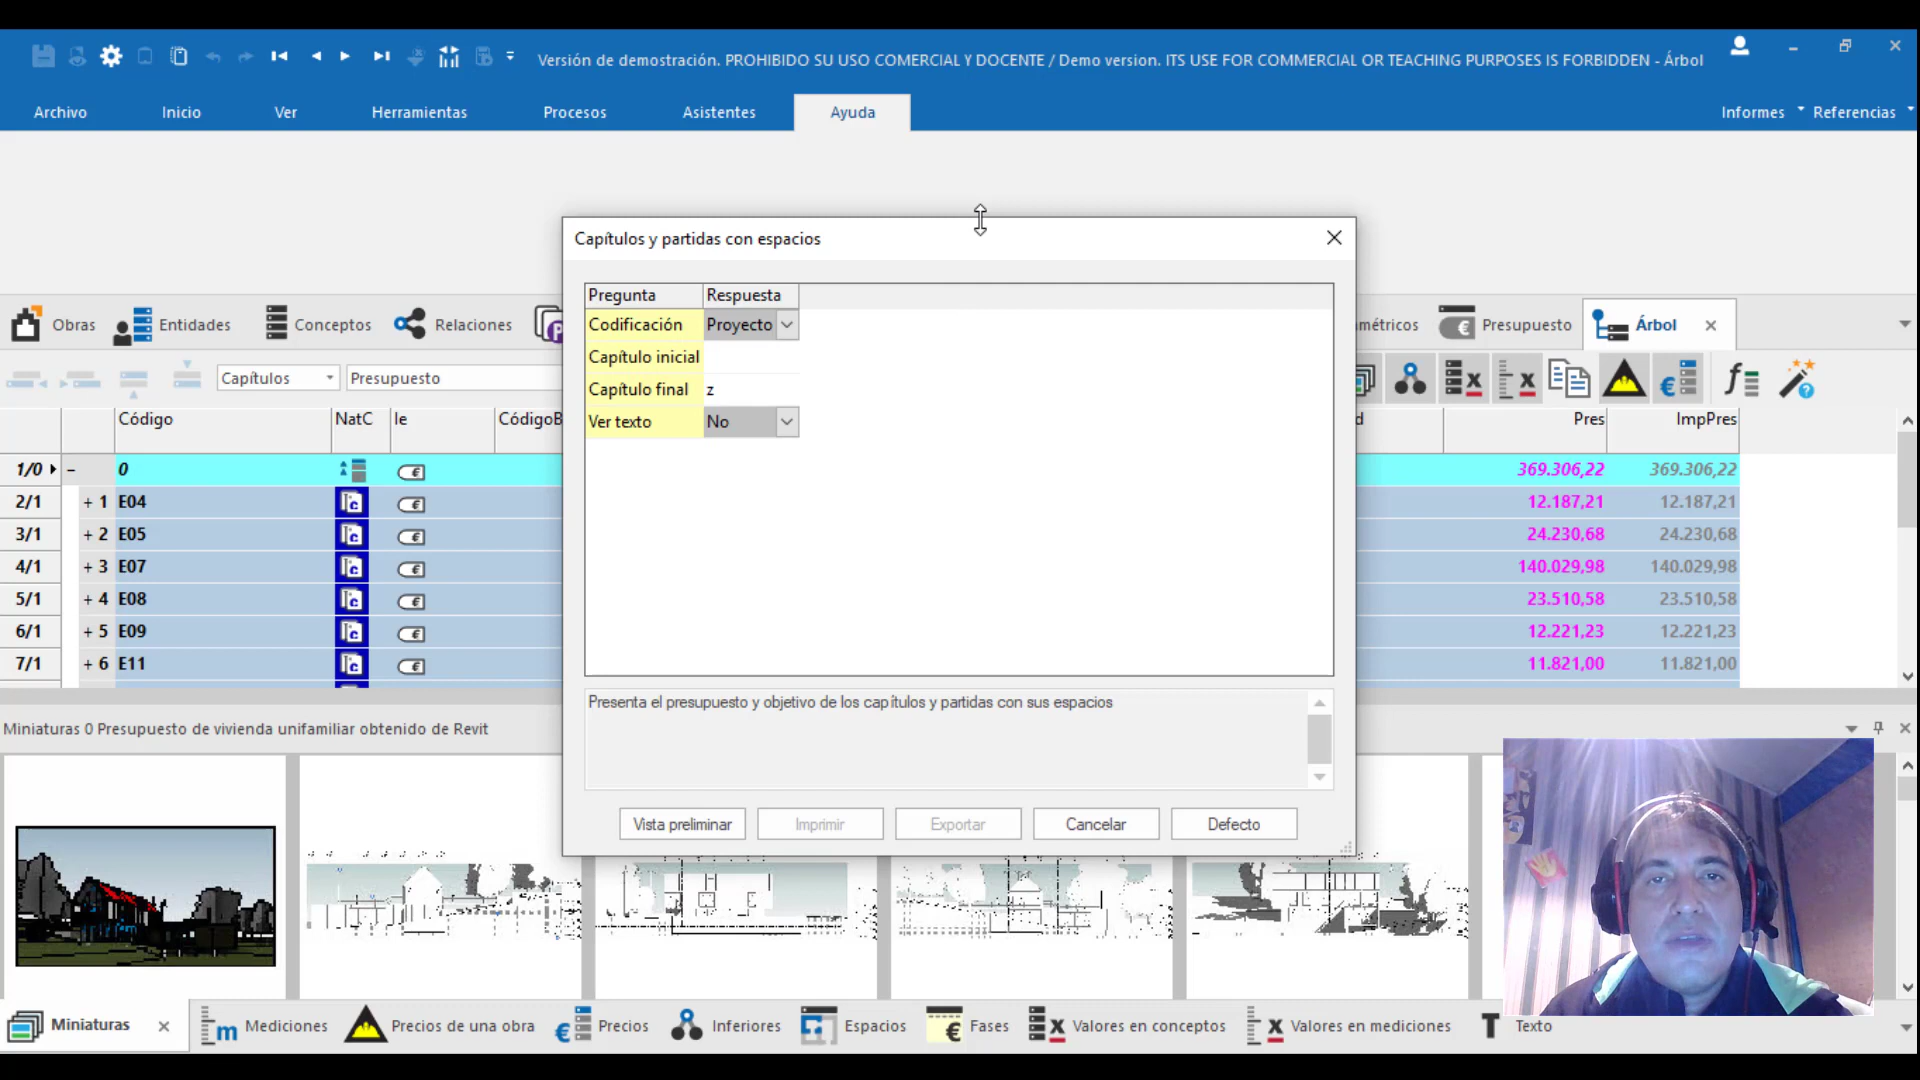 Versión de demostración. PROHIBIDO SU USO COMERCIAL Y DOCENTE / Demo version. ITS USE FOR COMMERCIAL OR TEACHING PURPOSES IS FORBIDDEN - Árbol
Archivo Inicio Ver Herramientas Procesos Asistentes Ayuda Informes Referencias
Capítulos y partidas con espacios
Pregunta Respuesta
Codificación Proyecto
Capítulo inicial
Capítulo final z
Ver texto No
Presenta el presupuesto y objetivo de los capítulos y partidas con sus espacios
Vista preliminar Imprimir Exportar Cancelar Defecto
Obras Entidades Conceptos Relaciones métricos Presupuesto Árbol
Capítulos Presupuesto
Código NatC Ie CódigoB d Pres ImpPres
1/0 - 0 369.306,22 369.306,22
2/1 + 1 E04 12.187,21 12.187,21
3/1 + 2 E05 24.230,68 24.230,68
4/1 + 3 E07 140.029,98 140.029,98
5/1 + 4 E08 23.510,58 23.510,58
6/1 + 5 E09 12.221,23 12.221,23
7/1 + 6 E11 11.821,00 11.821,00
Miniaturas 0 Presupuesto de vivienda unifamiliar obtenido de Revit
Miniaturas Mediciones Precios de una obra Precios Inferiores Espacios Fases Valores en conceptos Valores en mediciones Texto